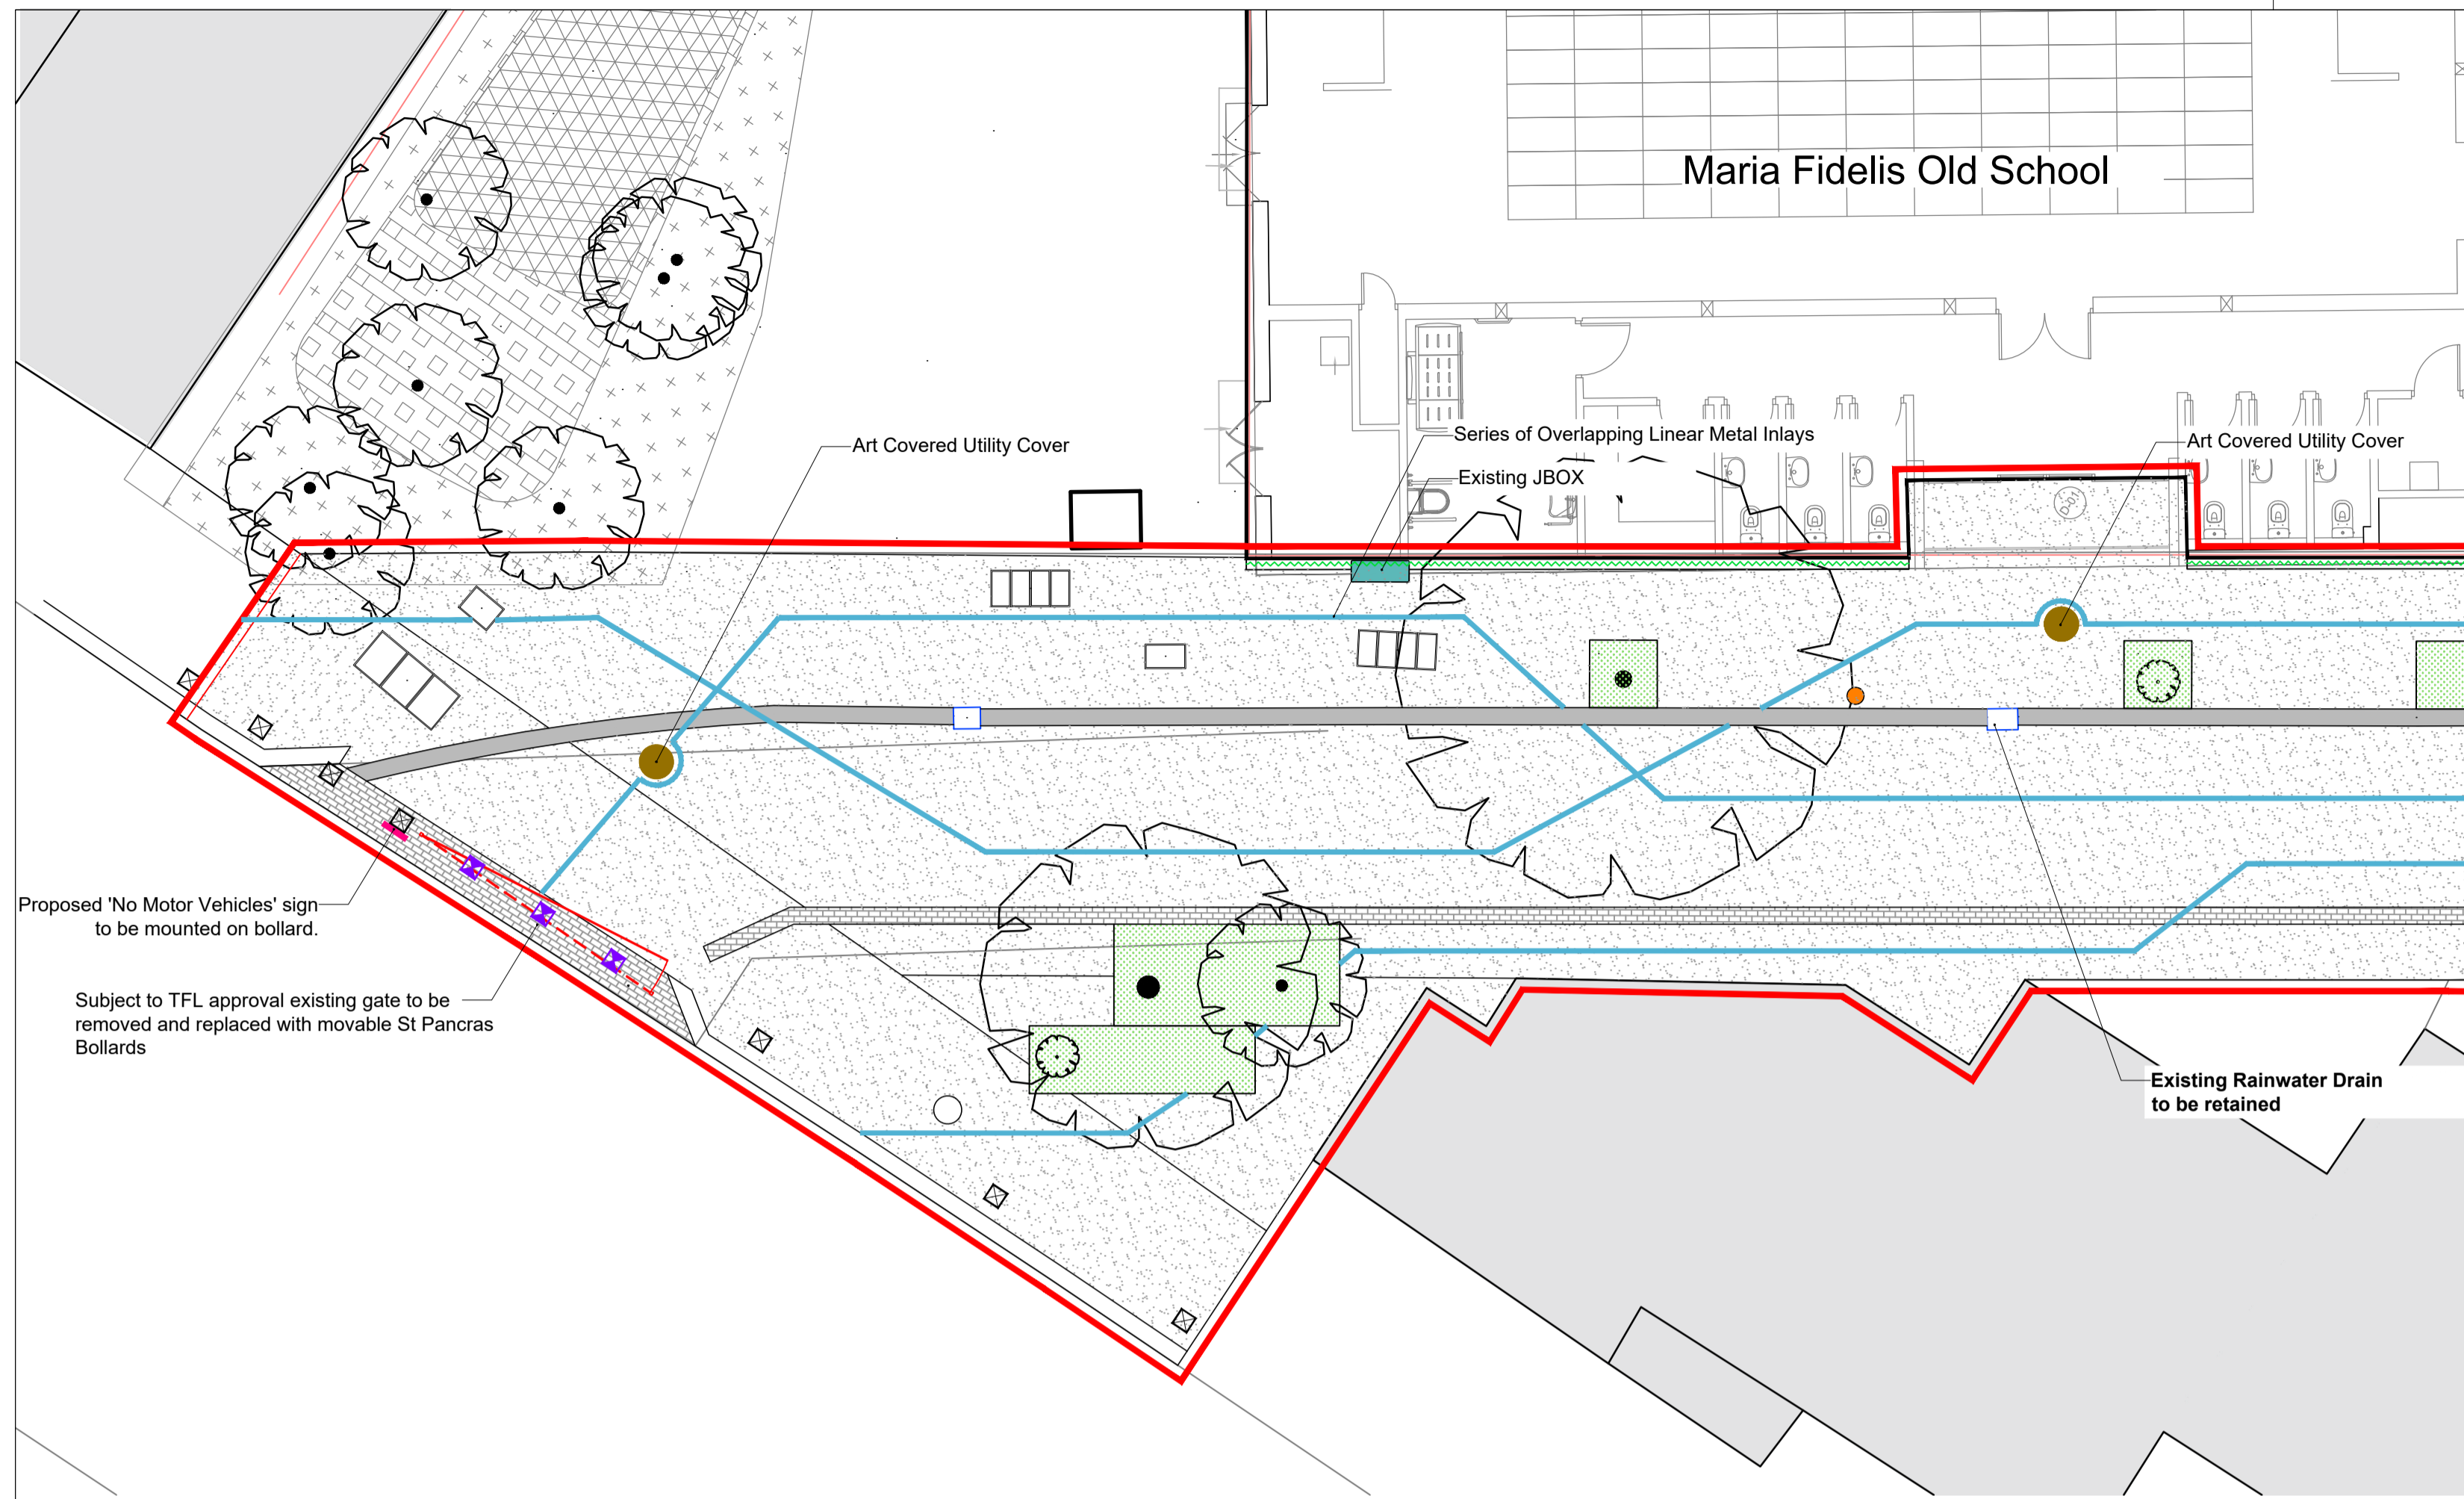 Maria Fidelis Old School
Art Covered Utility Cover
Series of Overlapping Linear Metal Inlays
Existing JBOX
Art Covered Utility Cover
D-01
Proposed 'No Motor Vehicles' sign
to be mounted on bollard.
Subject to TFL approval existing gate to be
removed and replaced with movable St Pancras
Bollards
Existing Rainwater Drain
to be retained